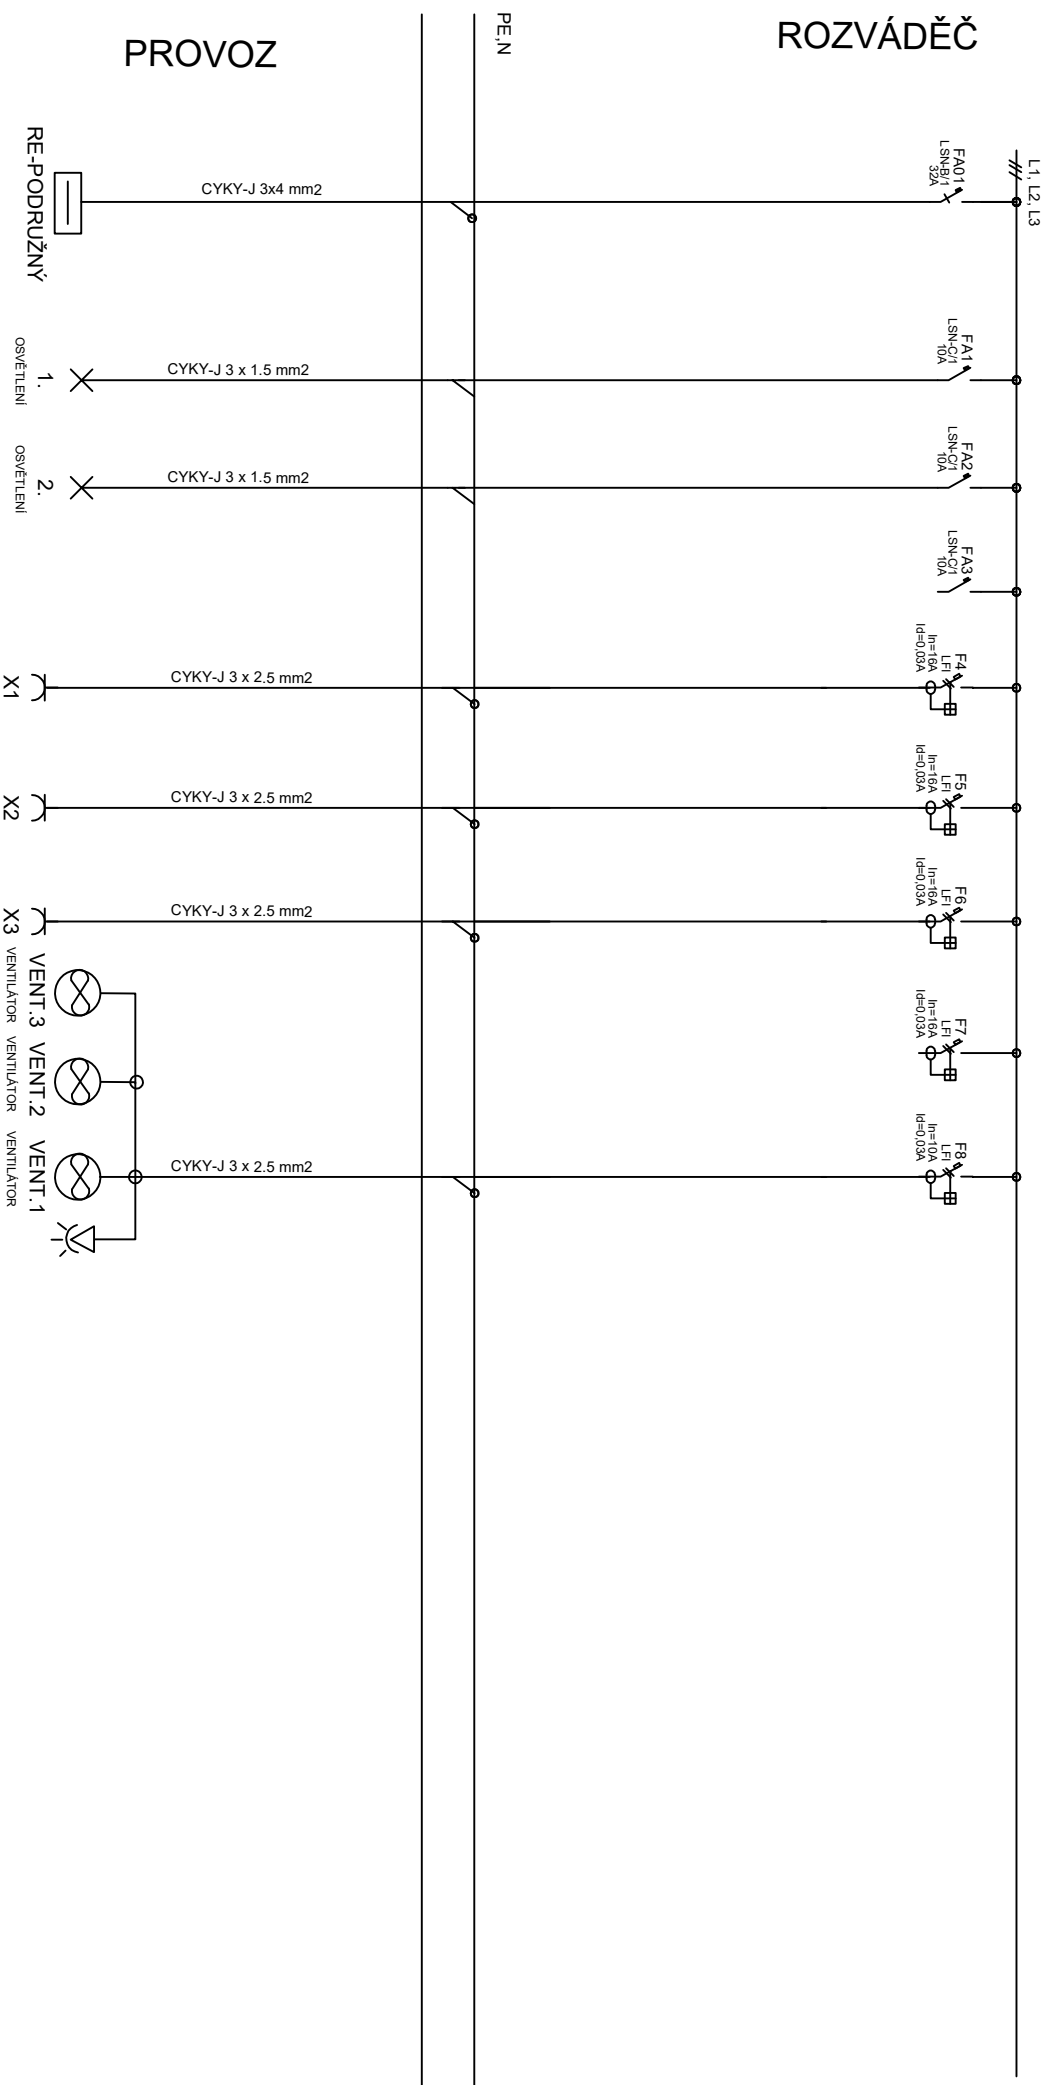 PROVOZ
ROZVÁDĚČ
PE,N
L1, L2, L3
FA01
LSN-B/1
32A
CYKY-J 3x4 mm2
RE-PODRUŽNÝ
FA1
LSN-C/1
10A
CYKY-J 3 x 1.5 mm2
1.
OSVĚTLENÍ
FA2
LSN-C/1
10A
CYKY-J 3 x 1.5 mm2
2.
OSVĚTLENÍ
FA3
LSN-C/1
10A
F4
LFI
In=16A
Id=0,03A
CYKY-J 3 x 2.5 mm2
X1
F5
LFI
In=16A
Id=0,03A
CYKY-J 3 x 2.5 mm2
X2
F6
LFI
In=16A
Id=0,03A
CYKY-J 3 x 2.5 mm2
X3
F7
LFI
In=16A
Id=0,03A
VENT.3
VENTILÁTOR
VENT.2
VENTILÁTOR
F8
LFI
In=10A
Id=0,03A
CYKY-J 3 x 2.5 mm2
VENT.1
VENTILÁTOR